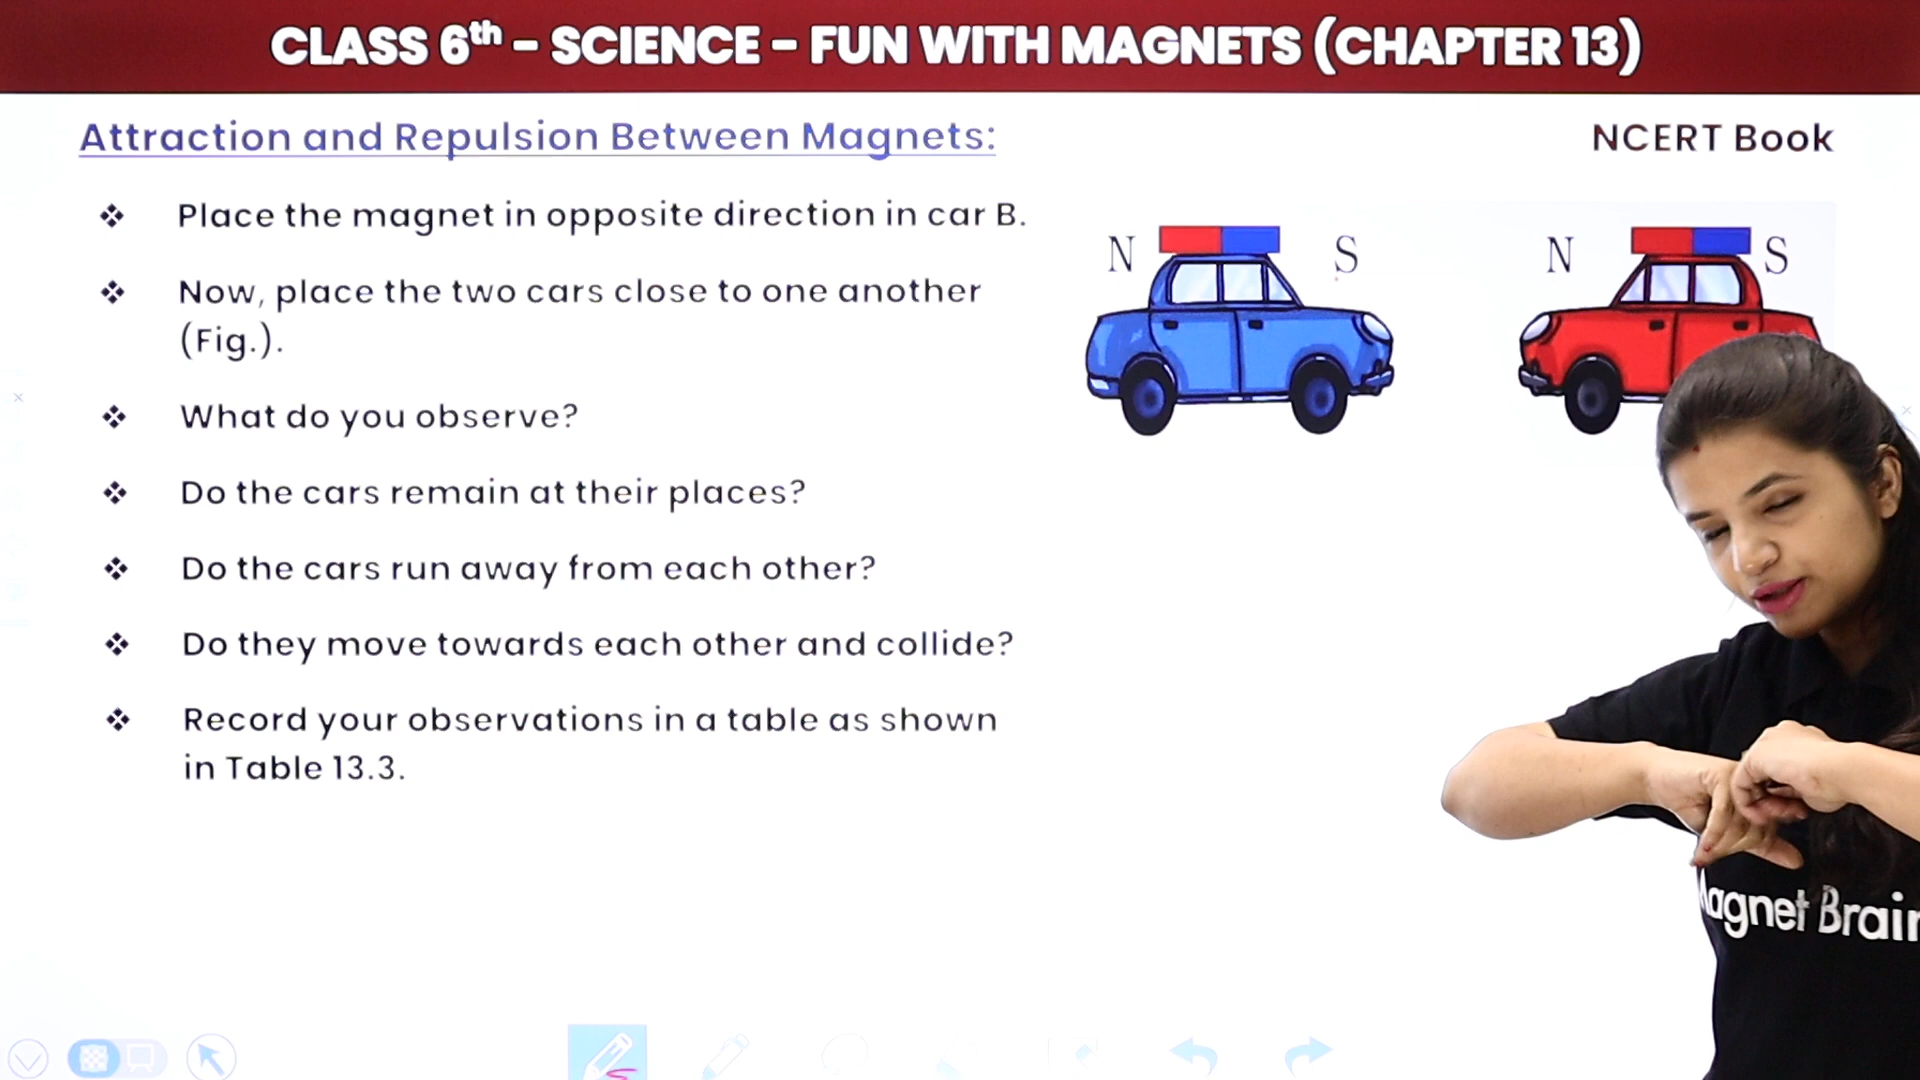 CLASS 6th - SCIENCE - FUN WITH MAGNETS (CHAPTER 13)
Attraction and Repulsion Between Magnets:
NCERT Book
❖ Place the magnet in opposite direction in car B.
❖ Now, place the two cars close to one another
(Fig.).
❖ What do you observe?
❖ Do the cars remain at their places?
❖ Do the cars run away from each other?
❖ Do they move towards each other and collide?
❖ Record your observations in a table as shown
in Table 13.3.
N S N S
agnet Brain